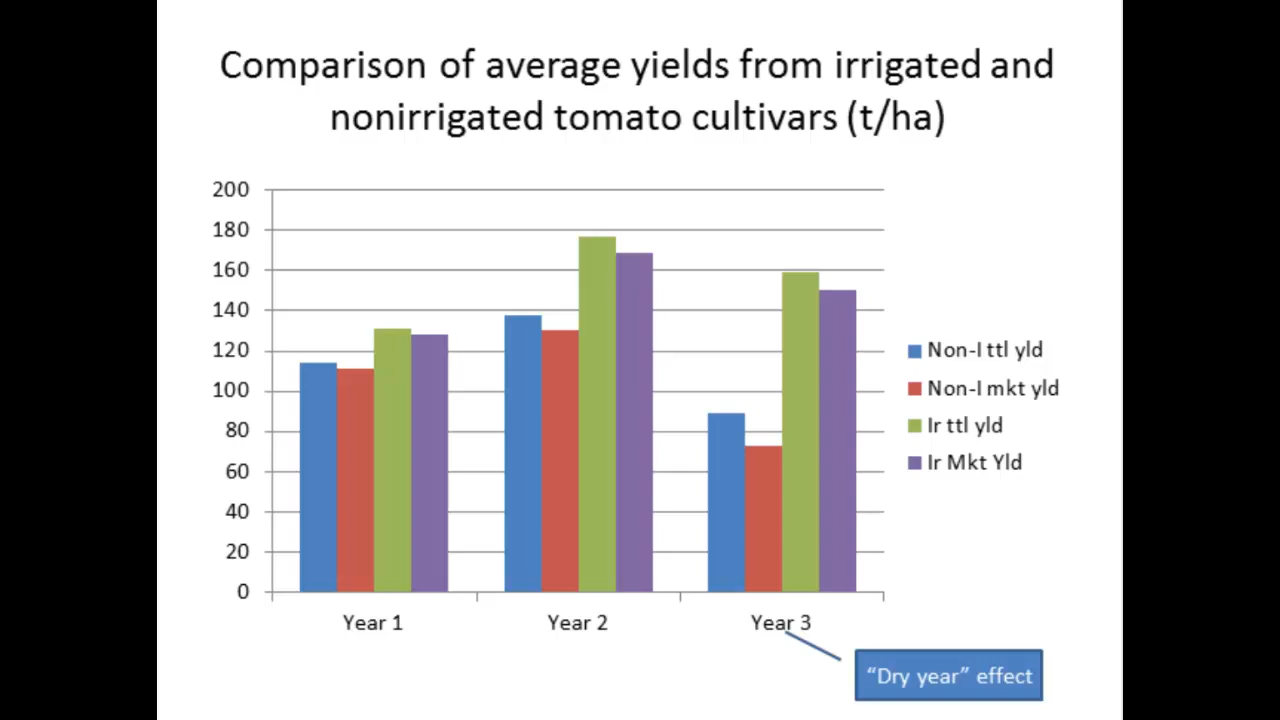 Comparison of average yields from irrigated and
nonirrigated tomato cultivars (t/ha)
200
180
160
140
120
100
80
60
40
20
0
Year 1
Year 2
Year 3
Non-I ttl yld
Non-I mkt yld
Ir ttl yld
Ir Mkt Yld
“Dry year” effect